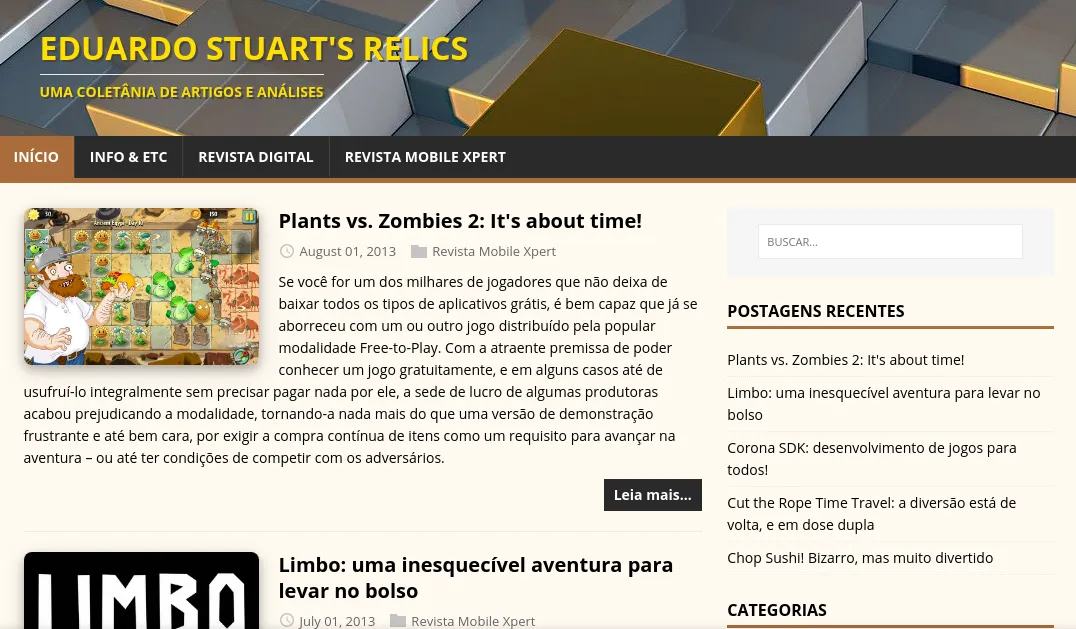 EDUARDO STUART'S RELICS
UMA COLETÂNIA DE ARTIGOS E ANÁLISES
INÍCIO
INFO & ETC
REVISTA DIGITAL
REVISTA MOBILE XPERT
Plants vs. Zombies 2: It's about time!
August 01, 2013
Revista Mobile Xpert
Se você for um dos milhares de jogadores que não deixa de
baixar todos os tipos de aplicativos grátis, é bem capaz que já se
aborreceu com um ou outro jogo distribuído pela popular
modalidade Free-to-Play. Com a atraente premissa de poder
conhecer um jogo gratuitamente, e em alguns casos até de
usufruí-lo integralmente sem precisar pagar nada por ele, a sede de lucro de algumas produtoras
acabou prejudicando a modalidade, tornando-a nada mais do que uma versão de demonstração
frustrante e até bem cara, por exigir a compra contínua de itens como um requisito para avançar na
aventura – ou até ter condições de competir com os adversários.
Leia mais...
LIMBO
Limbo: uma inesquecível aventura para
levar no bolso
July 01, 2013
Revista Mobile Xpert
BUSCAR...
POSTAGENS RECENTES
Plants vs. Zombies 2: It's about time!
Limbo: uma inesquecível aventura para levar no
bolso
Corona SDK: desenvolvimento de jogos para
todos!
Cut the Rope Time Travel: a diversão está de
volta, e em dose dupla
Chop Sushi! Bizarro, mas muito divertido
CATEGORIAS